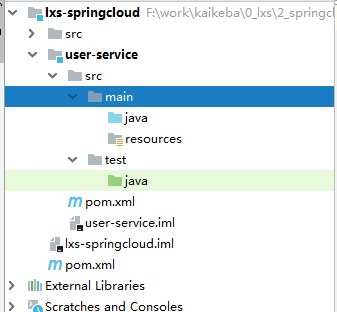 lxs-springcloud F:\work\kaikeba\0_lxs\2_springcl
src
user-service
src
main
java
resources
test
java
pom.xml
user-service.iml
lxs-springcloud.iml
pom.xml
External Libraries
Scratches and Consoles